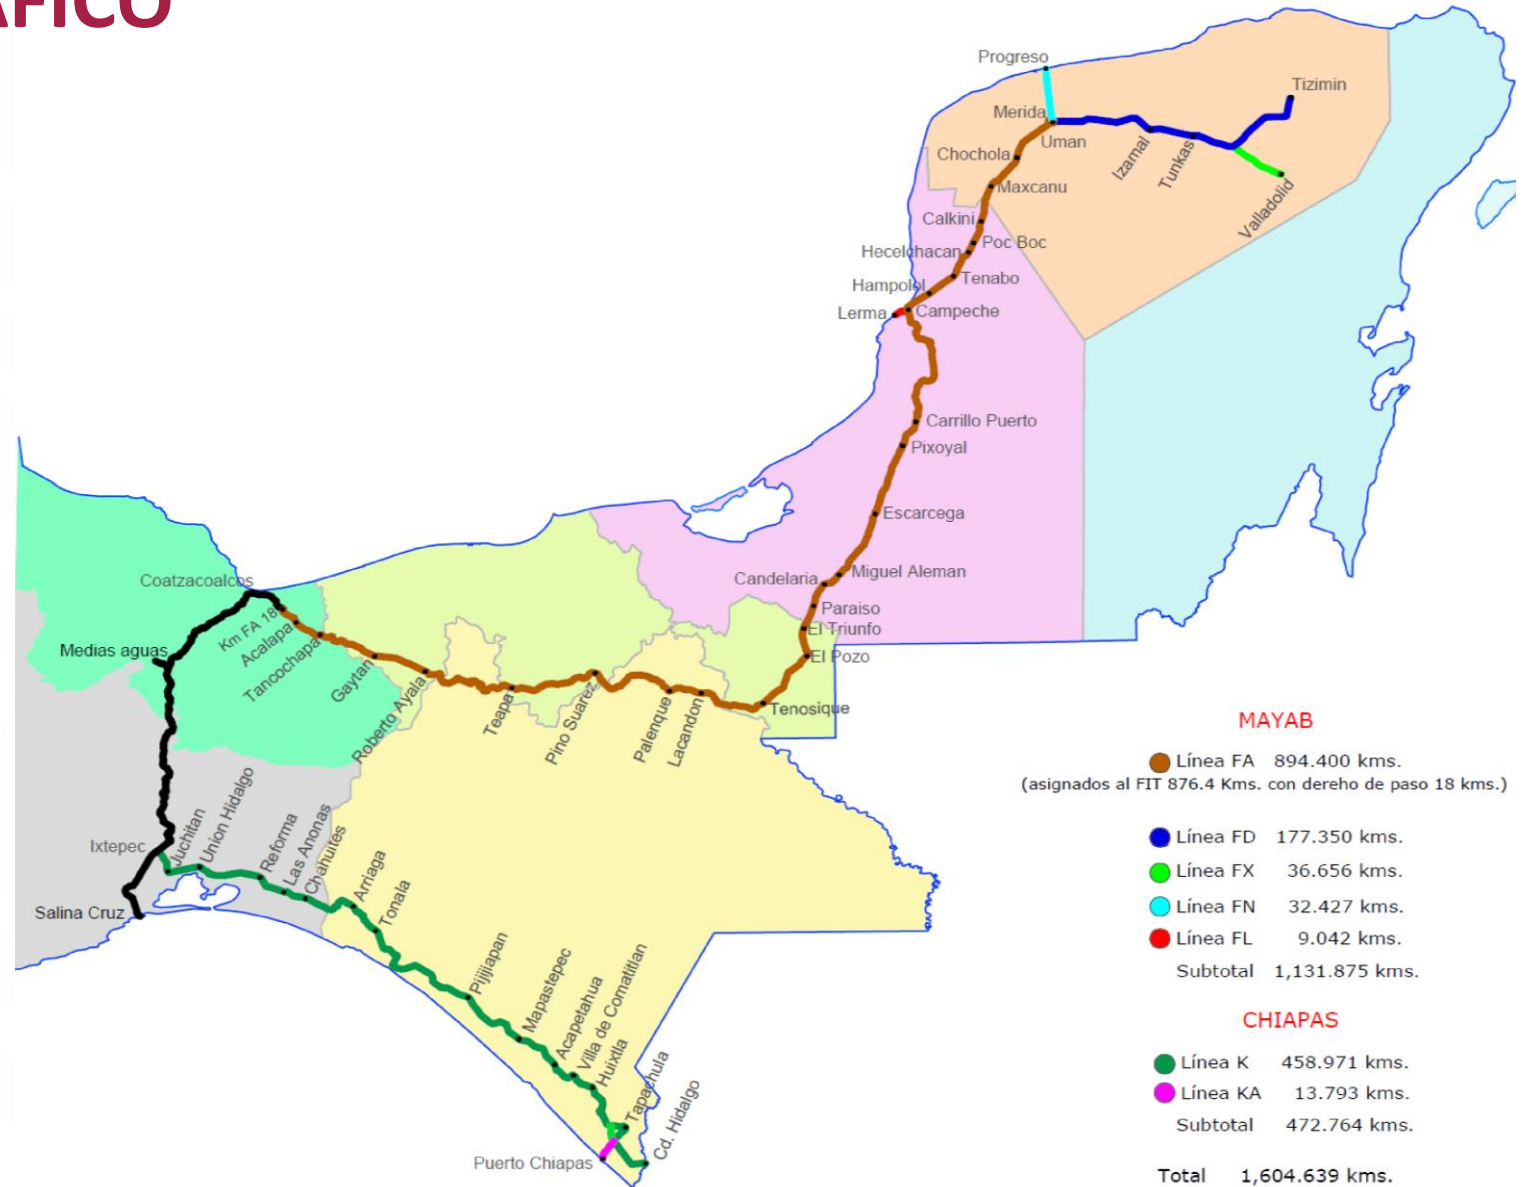 ÁFICO
Progreso
Tizimin
Merida
Uman
Chochola
Izamal
Tunkas
Maxcanu
Valladolid
Calkini
Poc Boc
Hecelchacan
Tenabo
Hampolol
Lerma
Campeche
Carrillo Puerto
Pixoyal
Escarcega
Coatzacoalcos
Miguel Aleman
Candelaria
Paraiso
Km FA 18
El Triunfo
Acalapa
Medias aguas
El Pozo
Tancochapa
Gaytan
Roberto Ayala
Teapa
Pino Suarez
Palenque
Lacandon
Tenosique
MAYAB
Línea FA 894.400 kms.
(asignados al FIT 876.4 Kms. con dereho de paso 18 kms.)
Línea FD 177.350 kms.
Línea FX 36.656 kms.
Línea FN 32.427 kms.
Línea FL 9.042 kms.
Subtotal 1,131.875 kms.
Ixtepec
Juchitan
Union Hidalgo
Reforma
Las Anonas
Chahuites
Arriaga
Tonala
Salina Cruz
Pijijiapan
Mapastepec
Acapetahua
Villa de Comatitlan
Huixtla
Tapachula
Cd. Hidalgo
Puerto Chiapas
CHIAPAS
Línea K 458.971 kms.
Línea KA 13.793 kms.
Subtotal 472.764 kms.
Total 1,604.639 kms.